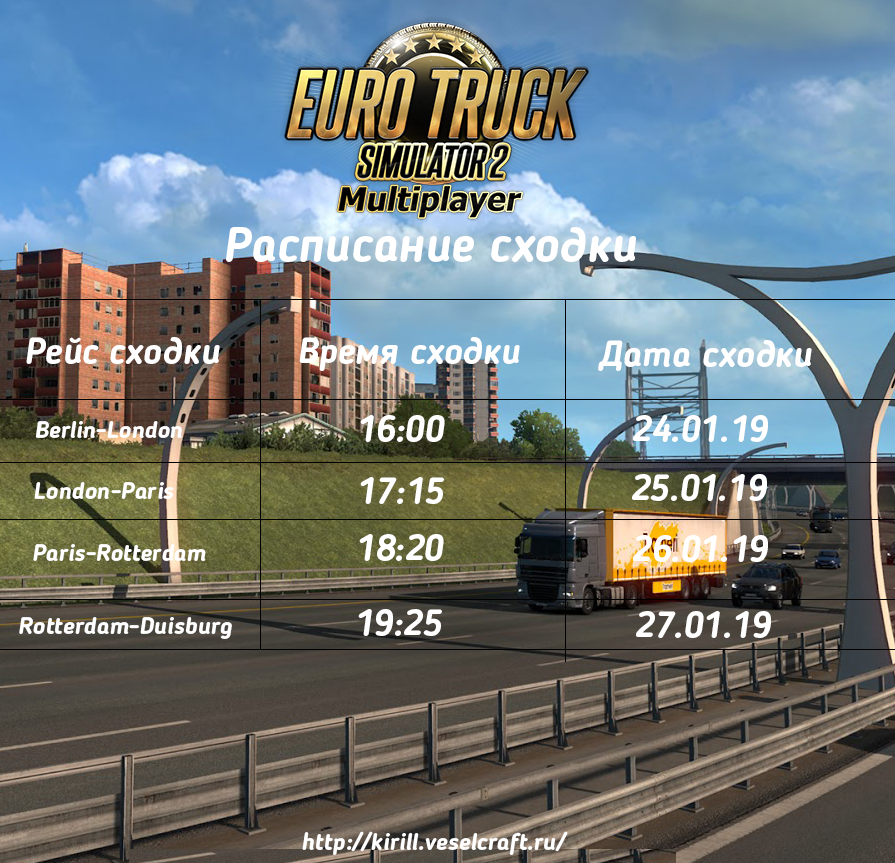 EURO TRUCK
SIMULATOR 2
Multiplayer
Расписание сходки
Рейс сходки Время сходки Дата сходки
Berlin-London 16:00 24.01.19
London-Paris 17:15 25.01.19
Paris-Rotterdam 18:20 26.01.19
Rotterdam-Duisburg 19:25 27.01.19
http://kirill.veselcraft.ru/